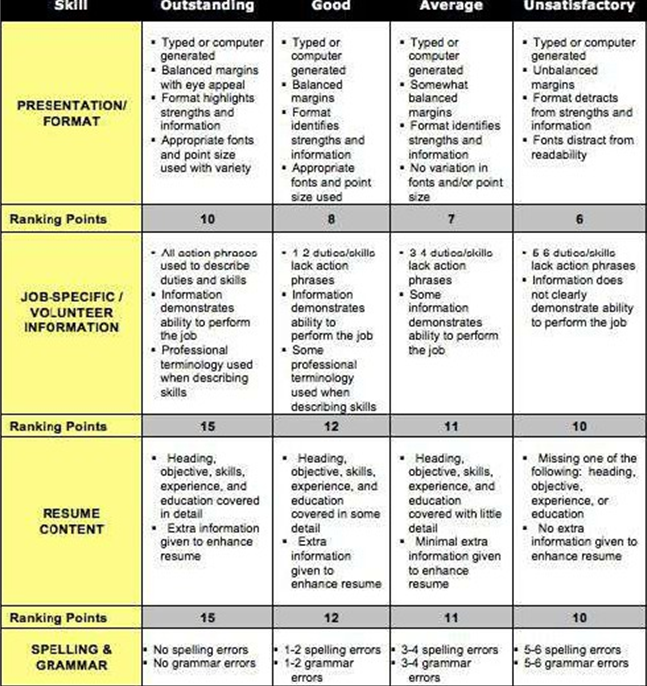 Skill Outstanding Good Average Unsatisfactory
PRESENTATION/
FORMAT
▪ Typed or computer
generated
▪ Balanced margins
with eye appeal
▪ Format highlights
strengths and
information
▪ Appropriate fonts
and point size
used with variety
▪ Typed or
computer
generated
▪ Balanced
margins
▪ Format
identifies
strengths and
information
▪ Appropriate
fonts and point
size used
▪ Typed or
computer
generated
▪ Somewhat
balanced
margins
▪ Format identifies
strengths and
information
▪ No variation in
fonts and/or point
size
▪ Typed or computer
generated
▪ Unbalanced
margins
▪ Format detracts
from strengths and
information
▪ Fonts distract from
readability
Ranking Points 10 8 7 6
JOB-SPECIFIC /
VOLUNTEER
INFORMATION
▪ All action phrases
used to describe
duties and skills
▪ Information
demonstrates
ability to perform
the job
▪ Professional
terminology used
when describing
skills
▪ 1-2 duties/skills
lack action
phrases
▪ Information
demonstrates
ability to
perform the job
▪ Some
professional
terminology
used when
describing skills
▪ 3-4 duties/skills
lack action
phrases
▪ Some
information
demonstrates
ability to perform
the job
▪ 5-6 duties/skills
lack action phrases
▪ Information does
not clearly
demonstrate ability
to perform the job
Ranking Points 15 12 11 10
RESUME
CONTENT
▪ Heading,
objective, skills,
experience, and
education covered
in detail
▪ Extra information
given to enhance
resume
▪ Heading,
objective, skills,
experience, and
education
covered in some
detail
▪ Extra
information
given to
enhance resume
▪ Heading,
objective, skills,
experience, and
education
covered with little
detail
▪ Minimal extra
information given
to enhance
resume
▪ Missing one of the
following: heading,
objective,
experience, or
education
▪ No extra
information given to
enhance resume
Ranking Points 15 12 11 10
SPELLING &
GRAMMAR
▪ No spelling errors
▪ No grammar errors
▪ 1-2 spelling errors
▪ 1-2 grammar
errors
▪ 3-4 spelling errors
▪ 3-4 grammar
errors
▪ 5-6 spelling errors
▪ 5-6 grammar errors